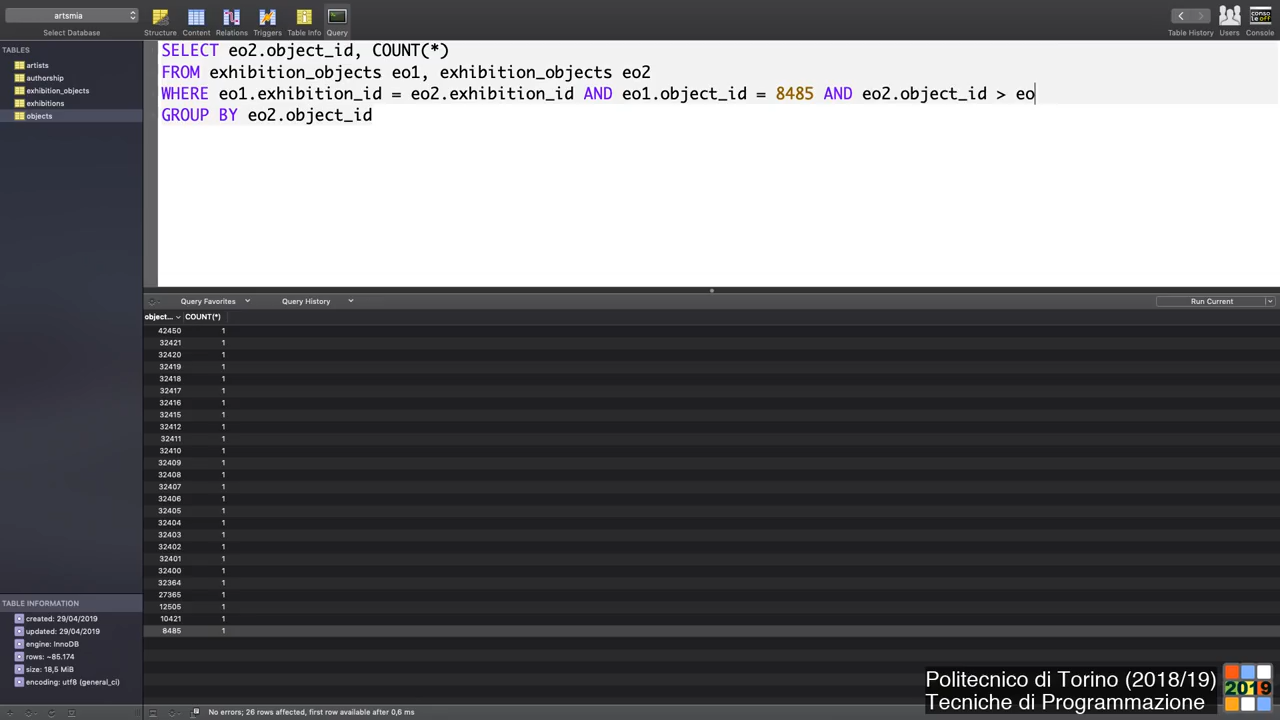 artsmia
Select Database
Structure
Content
Relations
Triggers
Table Info
Query
Table History
Users
conso
le off
Console
TABLES
artists
authorship
exhibition_objects
exhibitions
objects
SELECT eo2.object_id, COUNT(*)
FROM exhibition_objects eo1, exhibition_objects eo2
WHERE eo1.exhibition_id = eo2.exhibition_id AND eo1.object_id = 8485 AND eo2.object_id > eo
GROUP BY eo2.object_id
Query Favorites
Query History
Run Current
object... COUNT(*)
42450 1
32421 1
32420 1
32419 1
32418 1
32417 1
32416 1
32415 1
32412 1
32411 1
32410 1
32409 1
32408 1
32407 1
32406 1
32405 1
32404 1
32403 1
32402 1
32401 1
32400 1
32364 1
27365 1
12505 1
10421 1
8485 1
TABLE INFORMATION
created: 29/04/2019
updated: 29/04/2019
engine: InnoDB
rows: ~85.174
size: 18,5 MiB
encoding: utf8 (general_ci)
No errors; 26 rows affected, first row available after 0,6 ms
Politecnico di Torino (2018/19)
Tecniche di Programmazione
2019